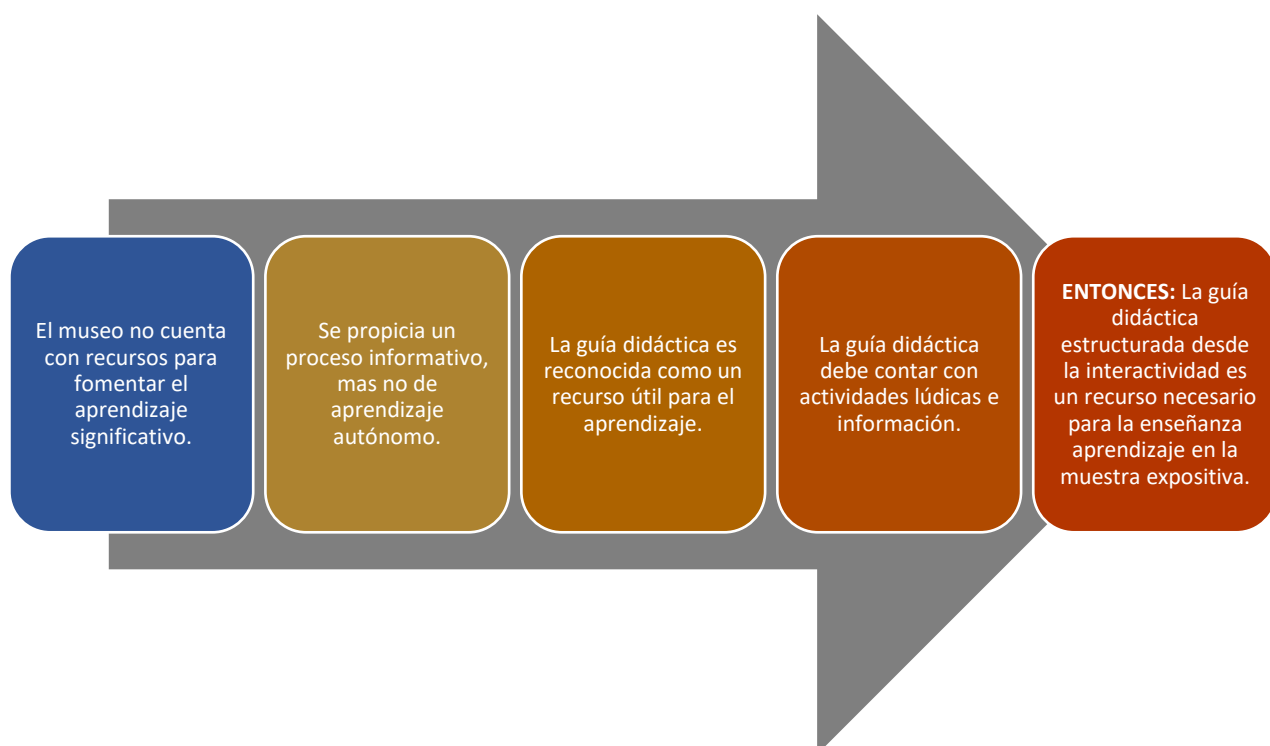 El museo no cuenta
con recursos para
fomentar el
aprendizaje
significativo.
Se propicia un
proceso informativo,
mas no de
aprendizaje
autónomo.
La guía didáctica es
reconocida como un
recurso útil para el
aprendizaje.
La guía didáctica
debe contar con
actividades lúdicas e
información.
ENTONCES: La guía
didáctica
estructurada desde
la interactividad es
un recurso necesario
para la enseñanza
aprendizaje en la
muestra expositiva.